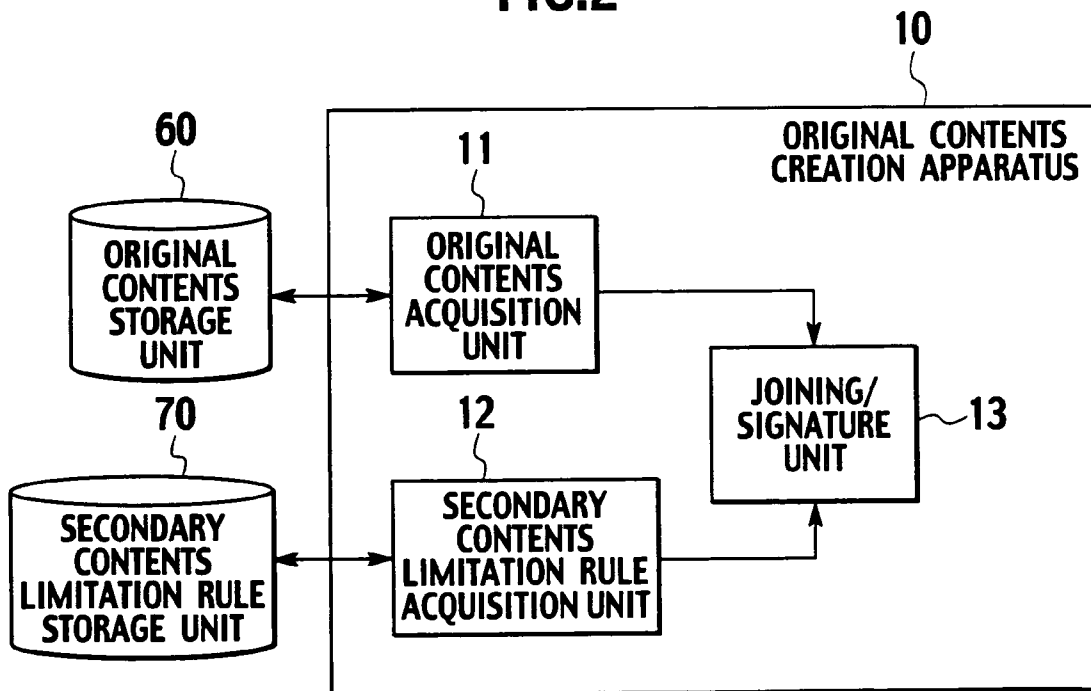 FIG.2
10
ORIGINAL CONTENTS
CREATION APPARATUS
60
ORIGINAL
CONTENTS
STORAGE
UNIT
11
ORIGINAL
CONTENTS
ACQUISITION
UNIT
JOINING/
SIGNATURE
UNIT
13
70
SECONDARY
CONTENTS
LIMITATION RULE
STORAGE UNIT
12
SECONDARY
CONTENTS
LIMITATION RULE
ACQUISITION UNIT